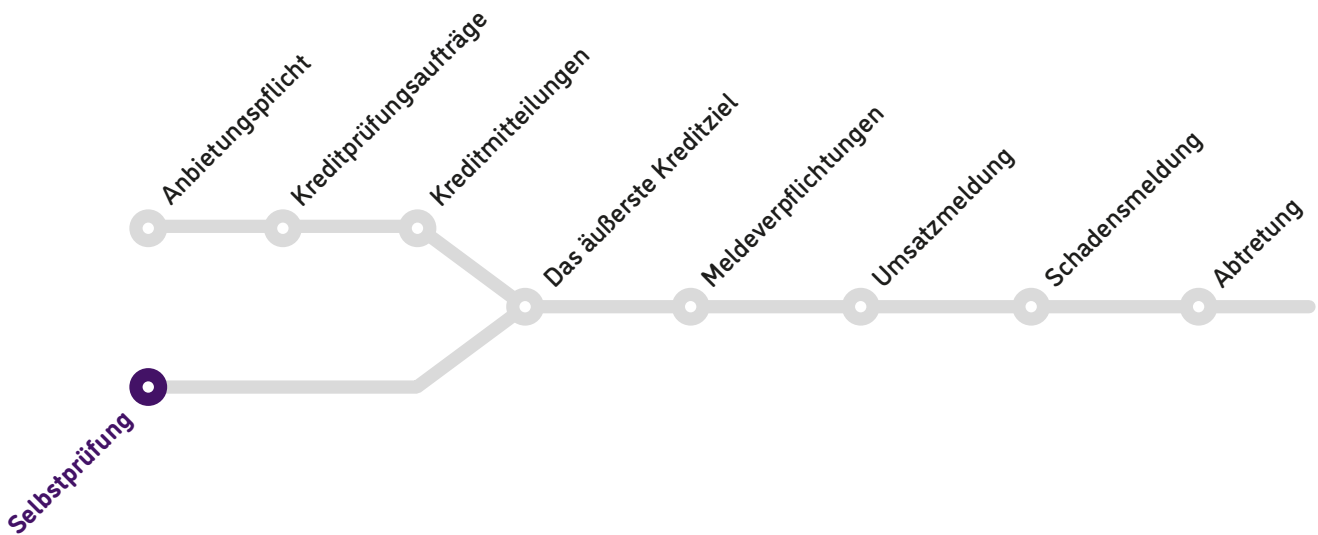 Anbietungspflicht
Kreditprüfungsaufträge
Kreditmitteilungen
Das äußerste Kreditziel
Meldeverpflichtungen
Umsatzmeldung
Schadensmeldung
Abtretung
Selbstprüfung